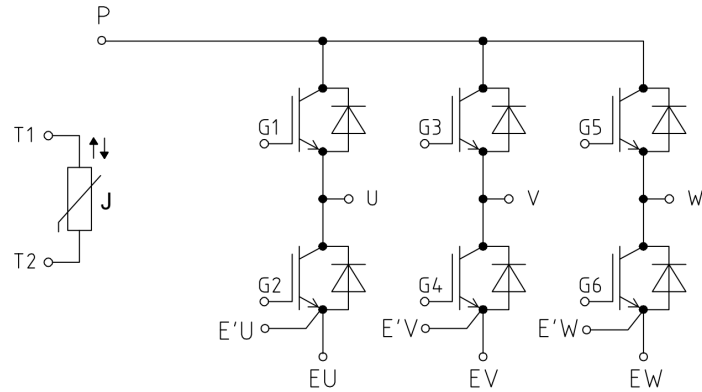 P
G1 G3 G5
T1
J
U V W
T2
G2 G4 G6
E'U E'V E'W
EU EV EW